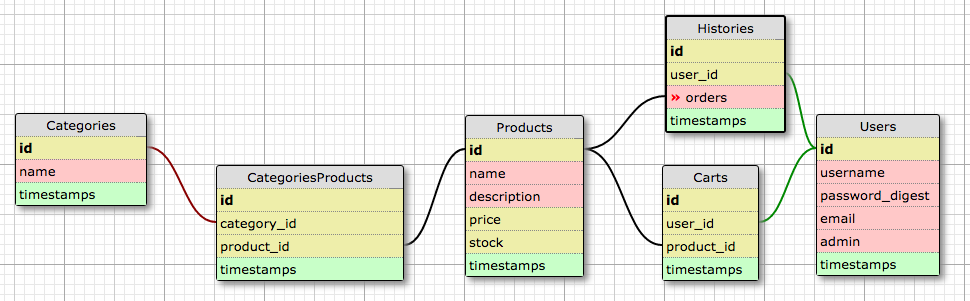 Categories
id
name
timestamps
CategoriesProducts
id
category_id
product_id
timestamps
Products
id
name
description
price
stock
timestamps
Histories
id
user_id
» orders
timestamps
Carts
id
user_id
product_id
timestamps
Users
id
username
password_digest
email
admin
timestamps